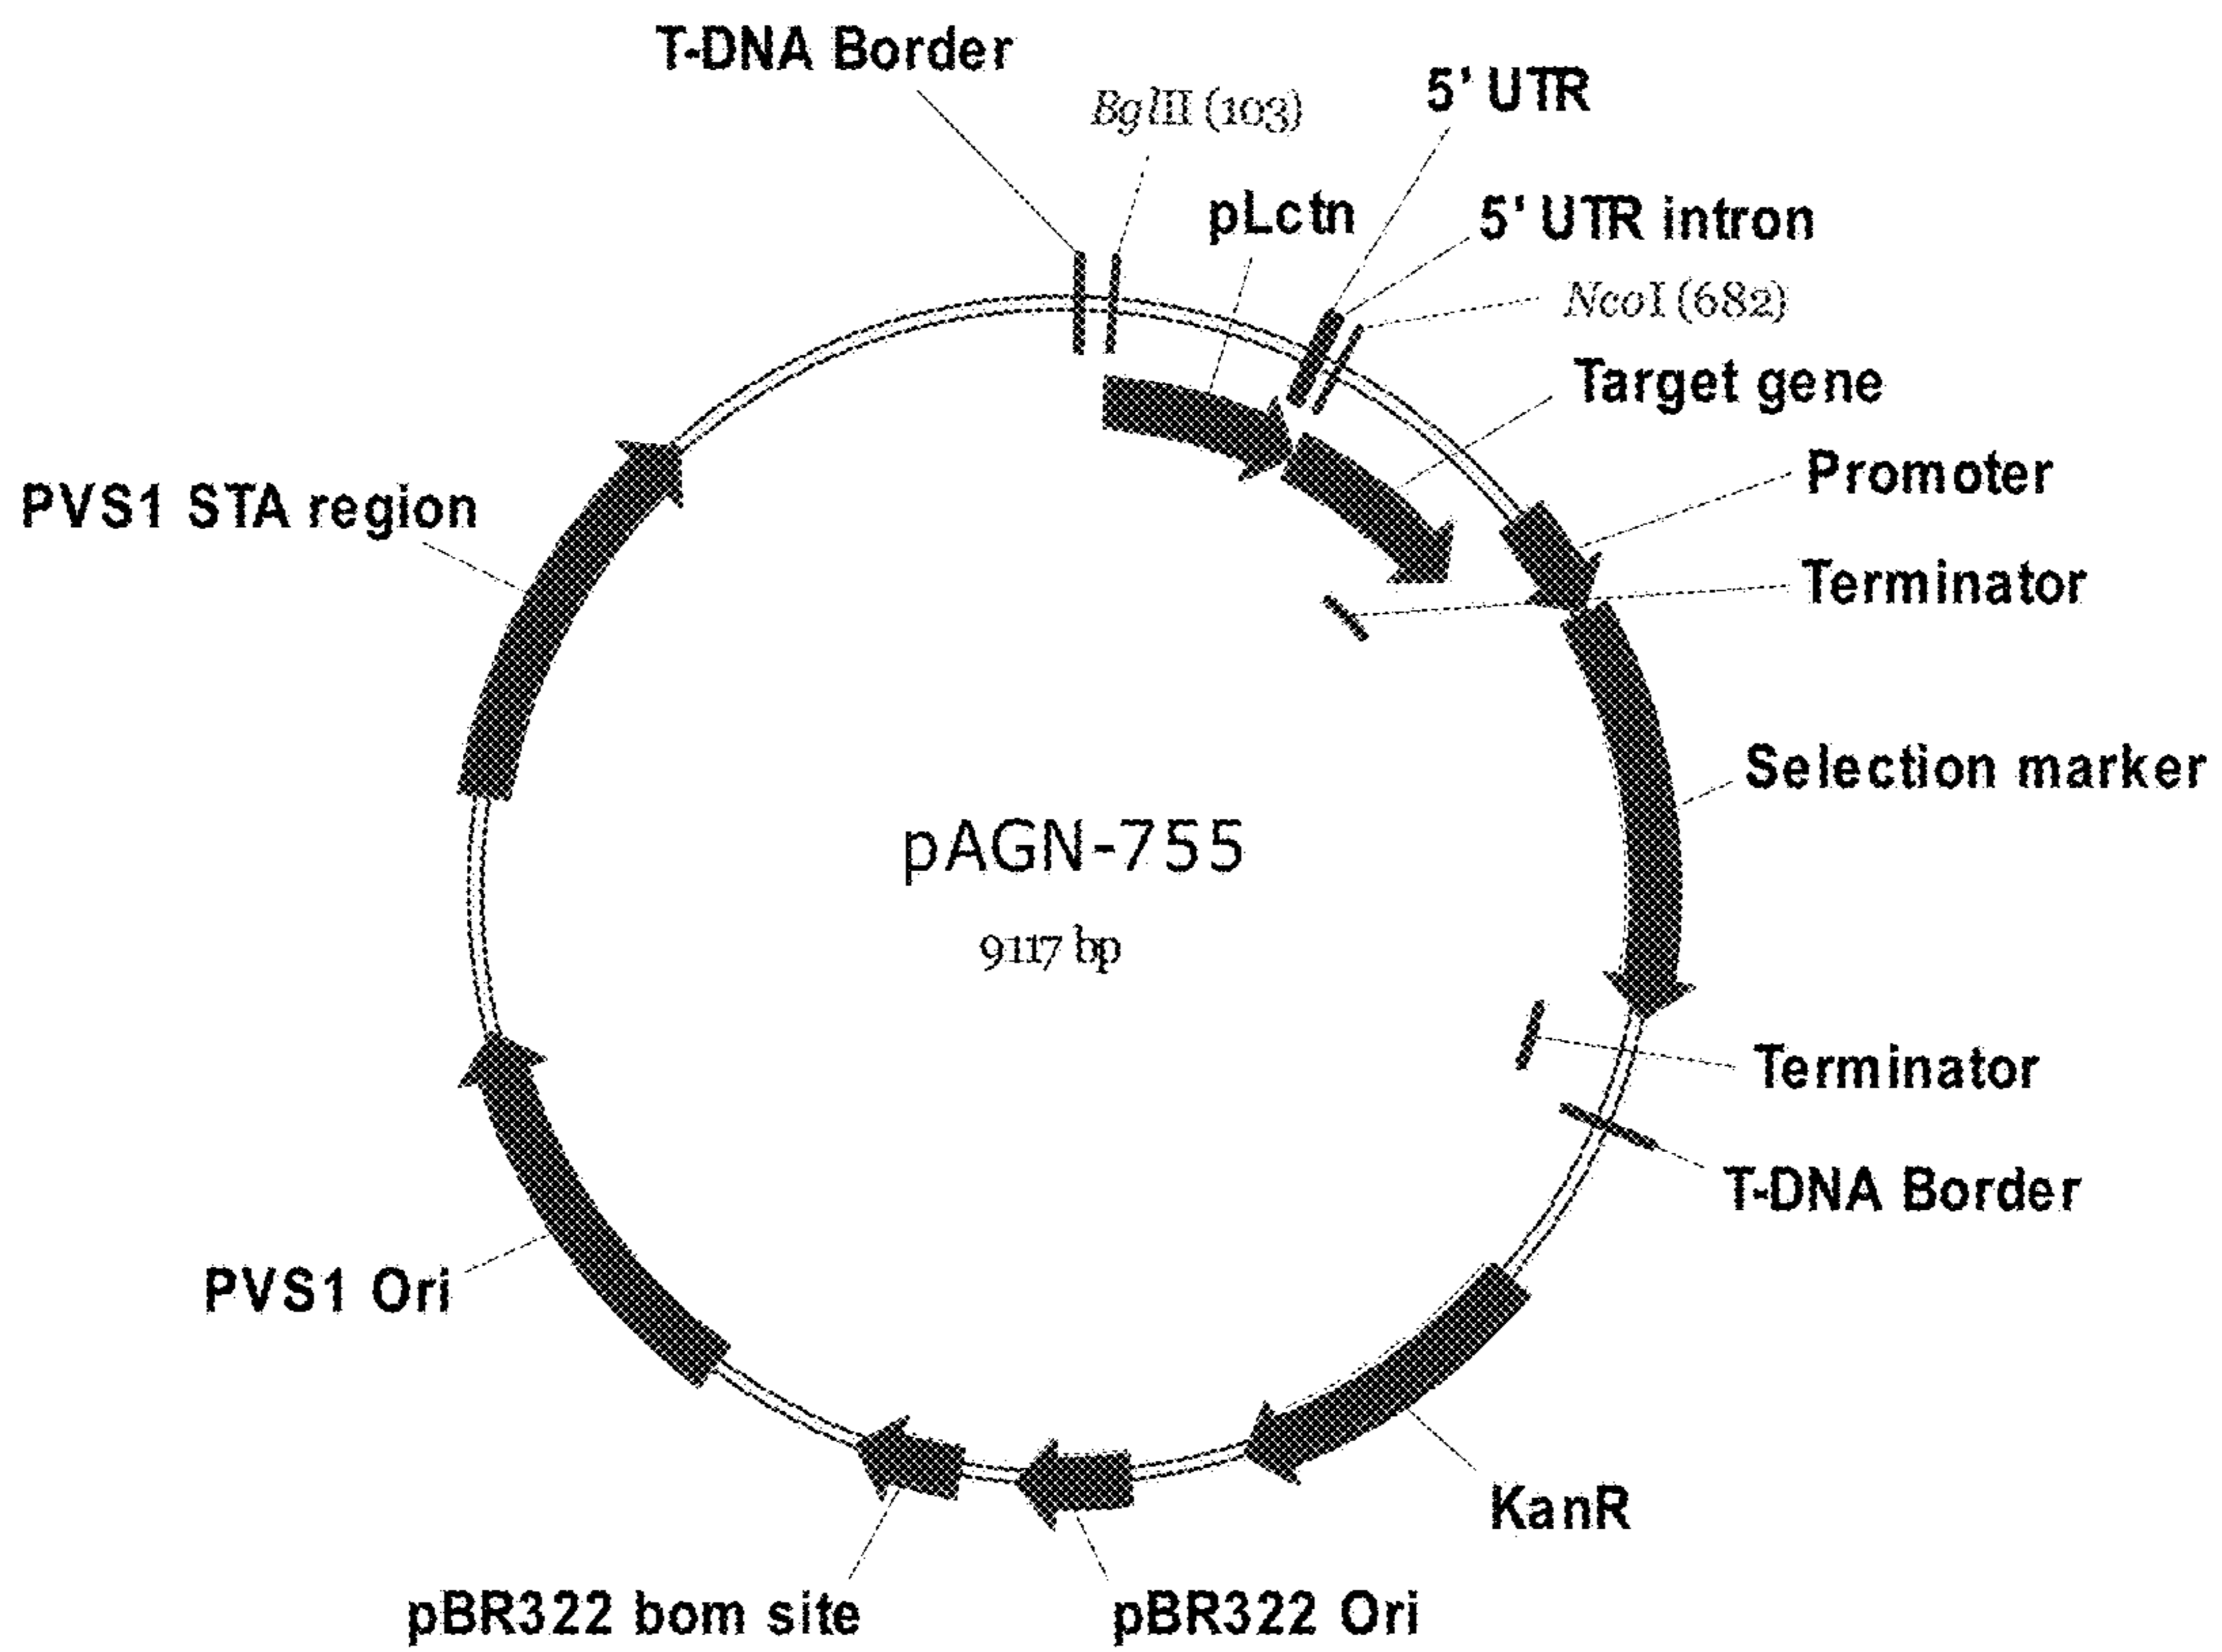 T-DNA Border
BglII (103)
5' UTR
pLctn
5' UTR intron
NcoI (682)
Target gene
Promoter
PVS1 STA region
Terminator
Selection marker
pAGN-755
9117 bp
Terminator
T-DNA Border
PVS1 Ori
KanR
pBR322 bom site
pBR322 Ori